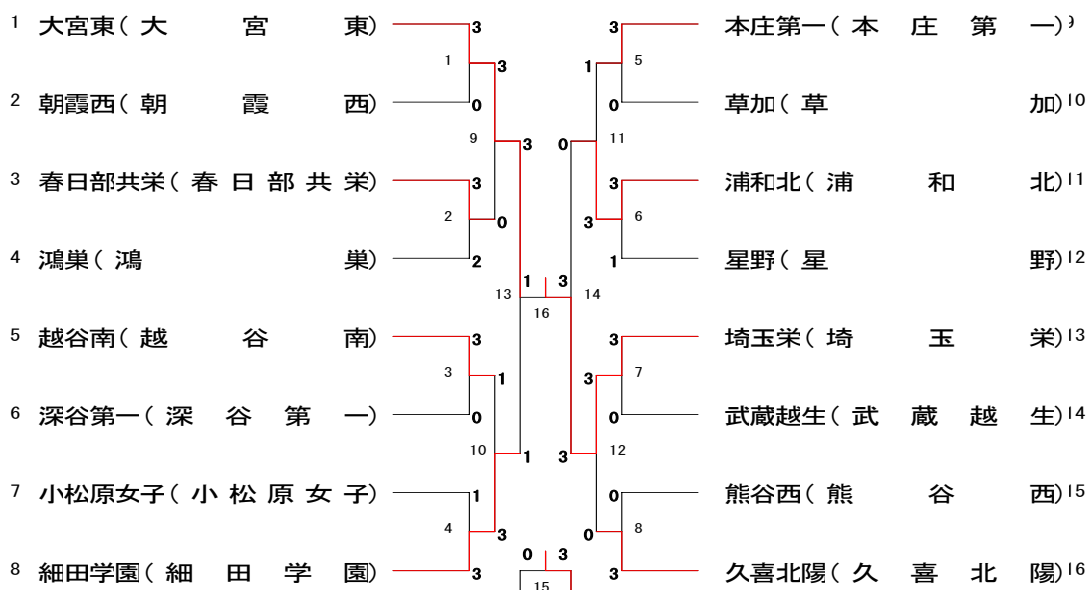 1 大宮東(大宮東) 3
1 3
2 朝霞西(朝霞西) 0
9 3
3 春日部共栄(春日部共栄) 3
2 0
4 鴻巣(鴻巣) 2
13 1
5 越谷南(越谷南) 3
3 1
6 深谷第一(深谷第一) 0
10 1
7 小松原女子(小松原女子) 1
4 3
8 細田学園(細田学園) 3
16
0 3
15
3 本庄第一(本庄第一) 9
1 5
0 草加(草加) 10
0 11
3 浦和北(浦和北) 11
3 6
1 星野(星野) 12
3 14
3 埼玉栄(埼玉栄) 13
3 7
0 武蔵越生(武蔵越生) 14
3 12
0 熊谷西(熊谷西) 15
0 8
3 久喜北陽(久喜北陽) 16